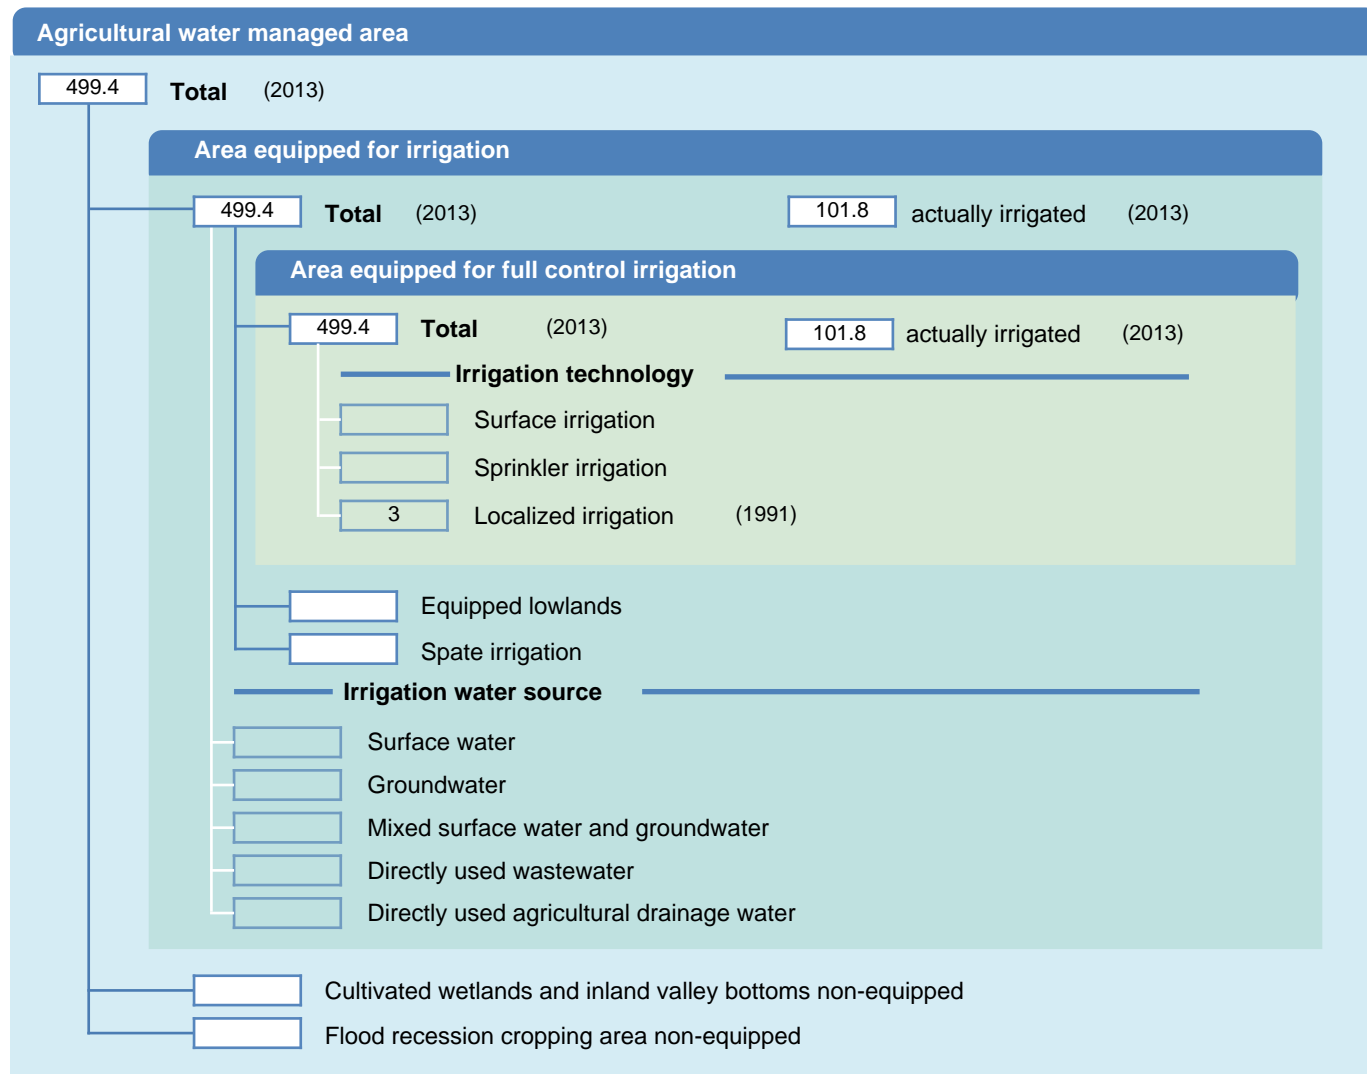 Agricultural water managed area
499.4 Total (2013)
Area equipped for irrigation
499.4 Total (2013) 101.8 actually irrigated (2013)
Area equipped for full control irrigation
499.4 Total (2013) 101.8 actually irrigated (2013)
Irrigation technology
Surface irrigation
Sprinkler irrigation
3 Localized irrigation (1991)
Equipped lowlands
Spate irrigation
Irrigation water source
Surface water
Groundwater
Mixed surface water and groundwater
Directly used wastewater
Directly used agricultural drainage water
Cultivated wetlands and inland valley bottoms non-equipped
Flood recession cropping area non-equipped